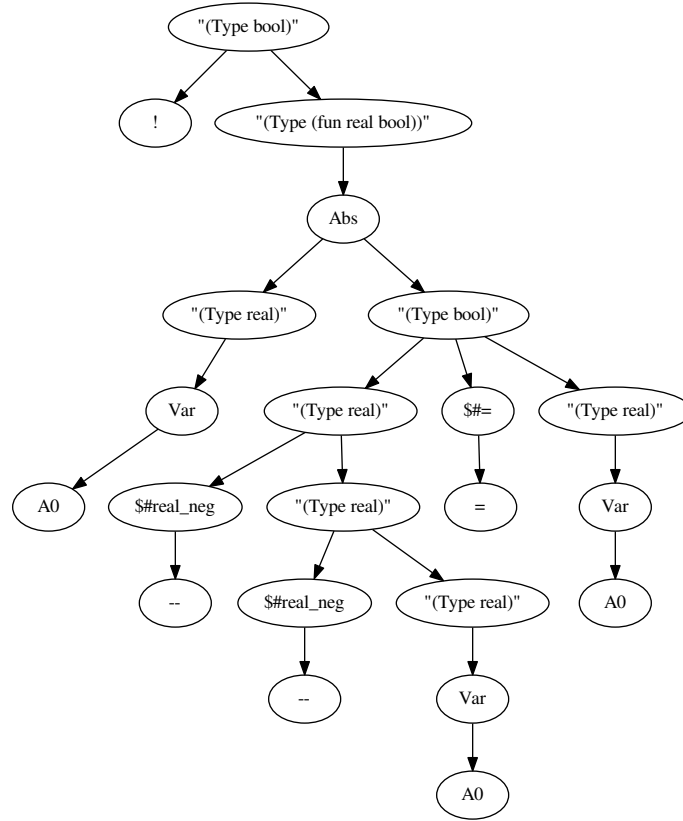 "(Type bool)"
! "(Type (fun real bool))"
Abs
"(Type real)" "(Type bool)"
Var "(Type real)" $#= "(Type real)"
A0 $#real_neg "(Type real)" = Var
-- $#real_neg "(Type real)" A0
-- Var
A0